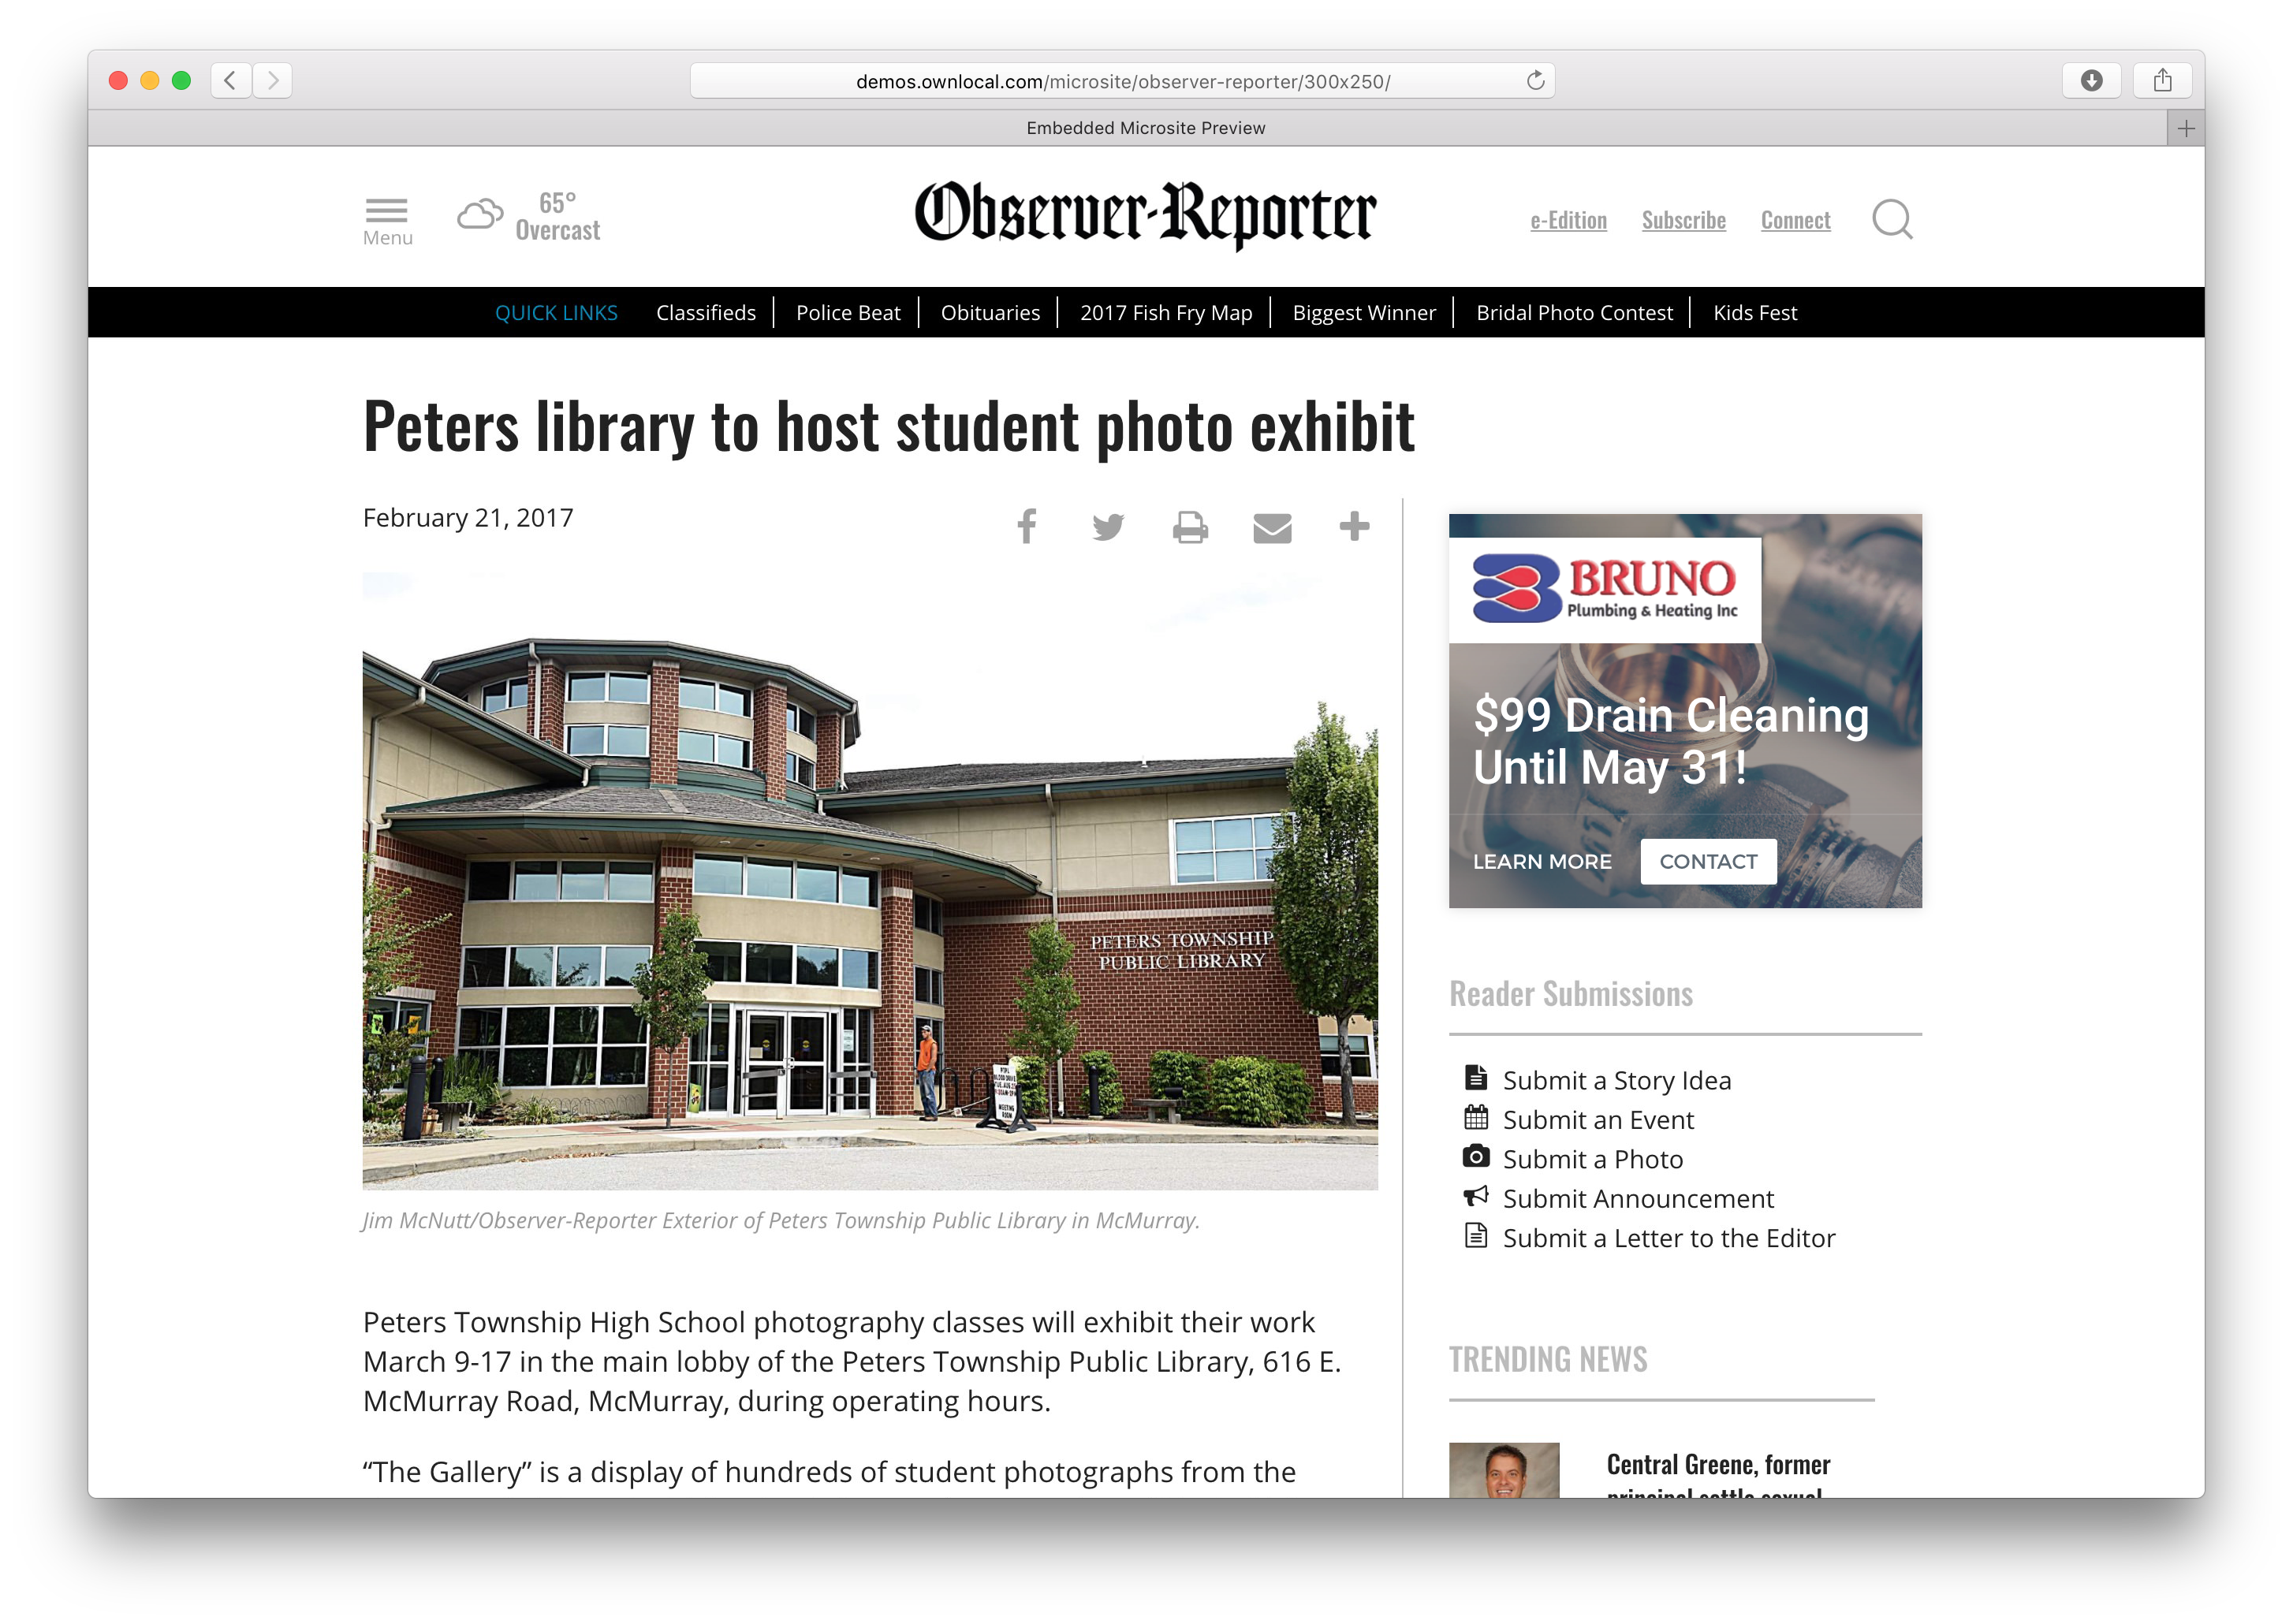 demos.ownlocal.com/microsite/observer-reporter/300x250/
Embedded Microsite Preview
Menu
65°
Overcast
Observer-Reporter
e-Edition Subscribe Connect
QUICK LINKS Classifieds Police Beat Obituaries 2017 Fish Fry Map Biggest Winner Bridal Photo Contest Kids Fest
Peters library to host student photo exhibit
February 21, 2017
PETERS TOWNSHIP
PUBLIC LIBRARY
Jim McNutt/Observer-Reporter Exterior of Peters Township Public Library in McMurray.
Peters Township High School photography classes will exhibit their work
March 9-17 in the main lobby of the Peters Township Public Library, 616 E.
McMurray Road, McMurray, during operating hours.
“The Gallery” is a display of hundreds of student photographs from the
BRUNO
Plumbing & Heating Inc
$99 Drain Cleaning
Until May 31!
LEARN MORE CONTACT
Reader Submissions
Submit a Story Idea
Submit an Event
Submit a Photo
Submit Announcement
Submit a Letter to the Editor
TRENDING NEWS
Central Greene, former